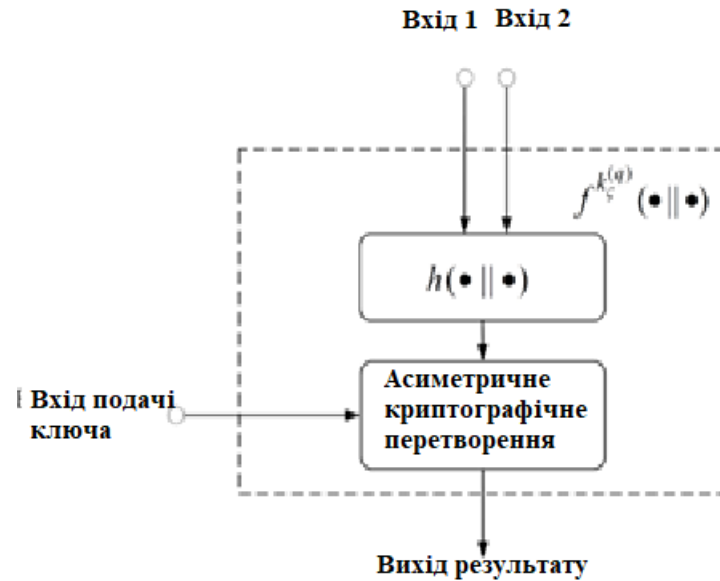 Вхід 1 Вхід 2
f^{k_ς^{(q)}}(• || •)
h(• || •)
Асиметричне
криптографічне
перетворення
Вхід подачі
ключа
Вихід результату